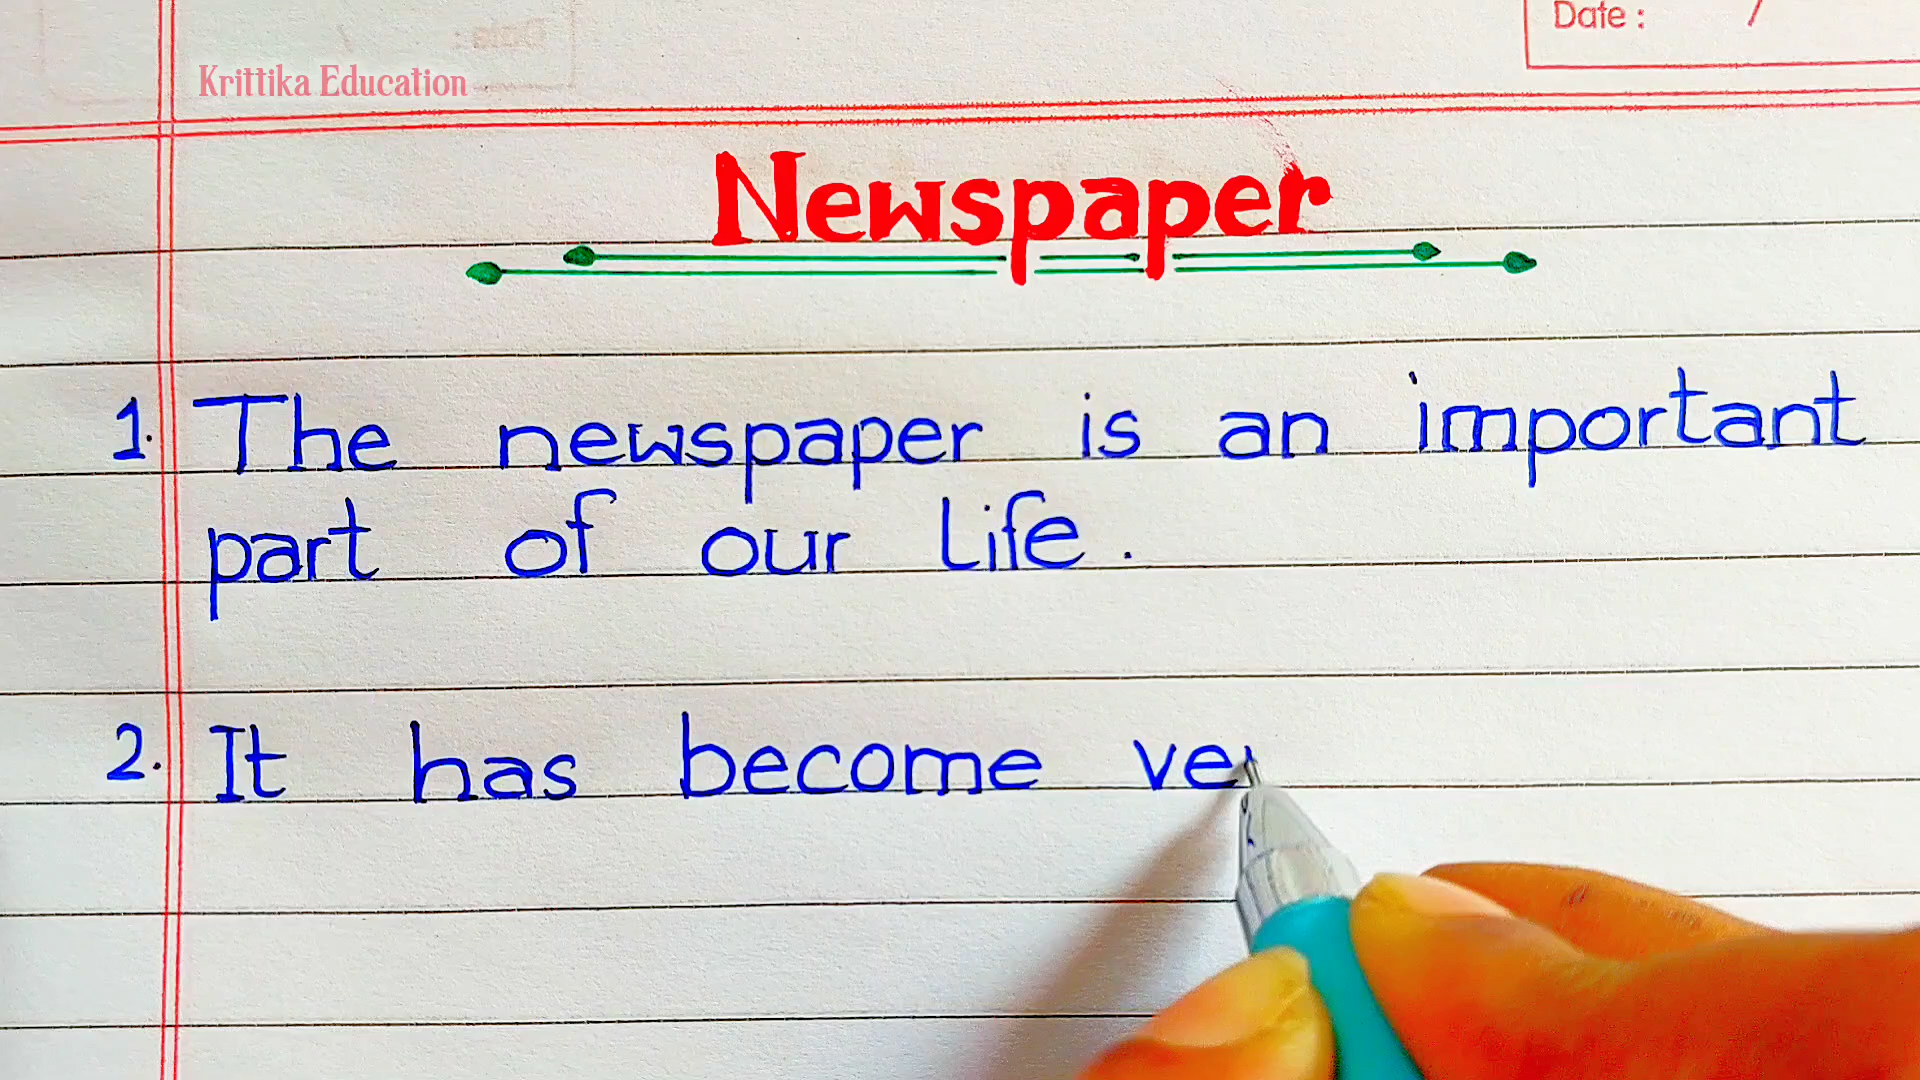 Date : /
Krittika Education
Newspaper
1. The newspaper is an important
part of our life.
2. It has become ve